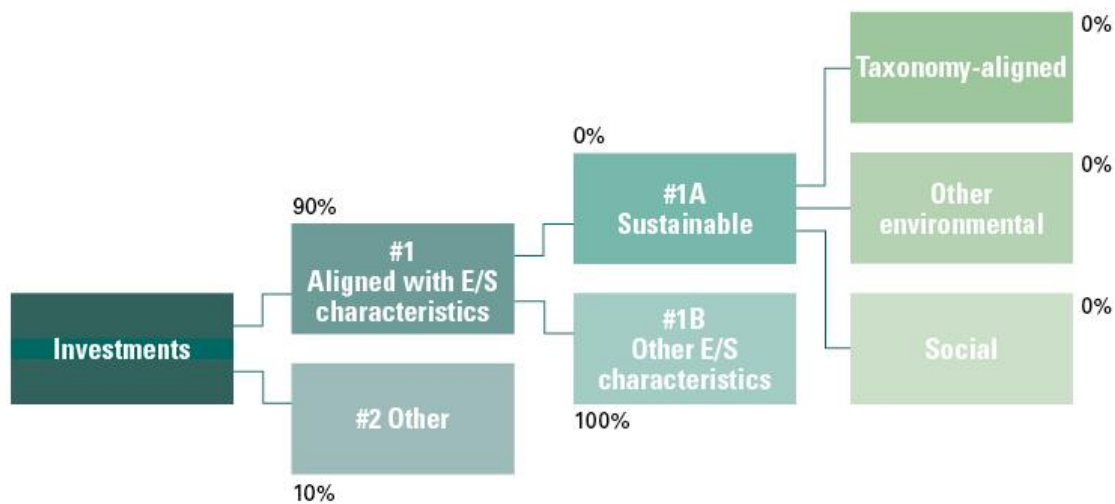 Investments
90%
#1
Aligned with E/S
characteristics
#2 Other
10%
0%
#1A
Sustainable
#1B
Other E/S
characteristics
100%
0%
Taxonomy-aligned
0%
Other
environmental
0%
Social